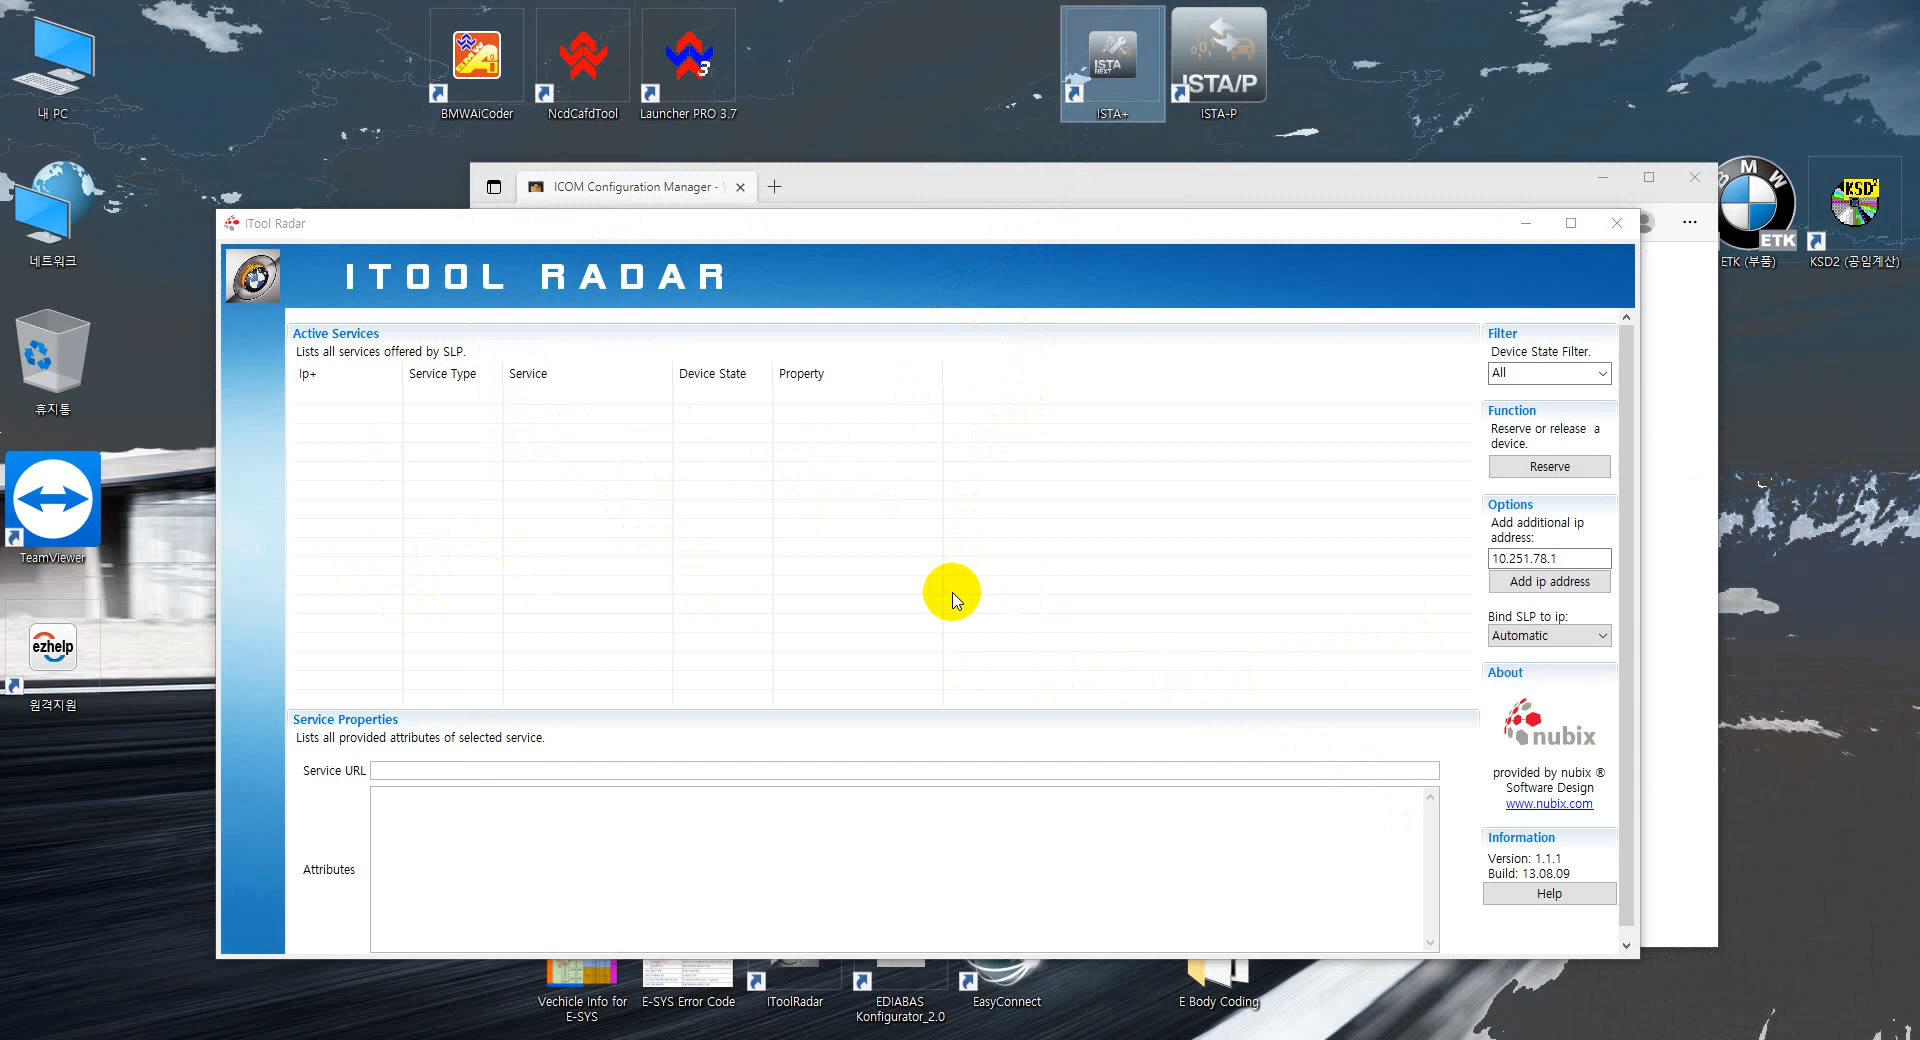 내 PC
BMWAiCoder
NcdCafdTool
3
Launcher PRO 3.7
ISTA
NEXT
ISTA+
ISTA/P
ISTA-P
네트워크
휴지통
TeamViewer
ezhelp
원격지원
BMW
ETK
ETK (부품)
KSD
KSD2 (공임계산)
ICOM Configuration Manager -
ITool Radar
ITOOL RADAR
Active Services
Lists all services offered by SLP.
Ip+
Service Type
Service
Device State
Property
Service Properties
Lists all provided attributes of selected service.
Service URL
Attributes
Filter
Device State Filter.
All
Function
Reserve or release a
device.
Reserve
Options
Add additional ip
address:
10.251.78.1
Add ip address
Bind SLP to ip:
Automatic
About
nubix
provided by nubix ®
Software Design
www.nubix.com
Information
Version: 1.1.1
Build: 13.08.09
Help
Vechicle Info for
E-SYS
E-SYS Error Code
IToolRadar
EDIABAS
Konfigurator_2.0
EasyConnect
E Body Coding